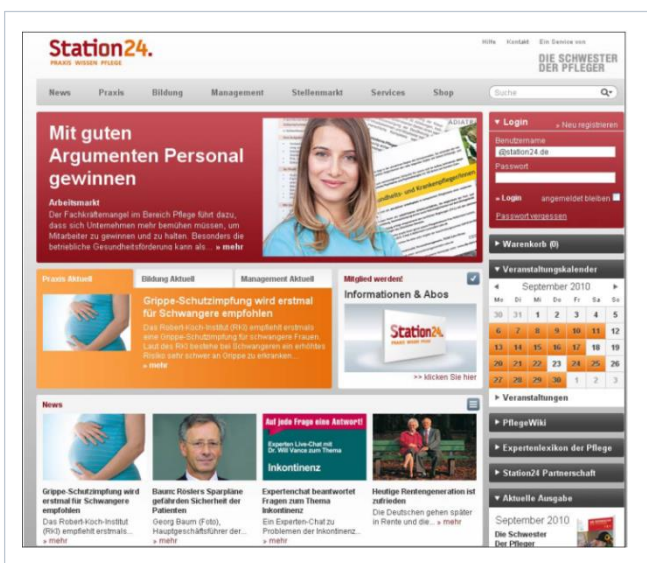 Station24.
PRAXIS WISSEN PFLEGE
Hilfe Kontakt Ein Service von
DIE SCHWESTER
DER PFLEGER
News Praxis Bildung Management Stellenmarkt Services Shop
Suche
Mit guten
Argumenten Personal
gewinnen
Arbeitsmarkt
Der Fachkräftemangel im Bereich Pflege führt dazu,
dass sich Unternehmen mehr bemühen müssen, um
Mitarbeiter zu gewinnen und zu halten. Besonders die
betriebliche Gesundheitsförderung kann als... » mehr
Login
» Neu registrieren
Benutzername
@station24.de
Passwort
» Login angemeldet bleiben
Passwort vergessen
Warenkorb (0)
Veranstaltungskalender
September 2010
Mo Di Mi Do Fr Sa So
30 31 1 2 3 4 5
6 7 8 9 10 11 12
13 14 15 16 17 18 19
20 21 22 23 24 25 26
27 28 29 30 1 2 3
Veranstaltungen
PflegeWiki
Expertenlexikon der Pflege
Station24 Partnerschaft
Aktuelle Ausgabe
September 2010
Die Schwester
Der Pfleger
Praxis Aktuell Bildung Aktuell Management Aktuell
Grippe-Schutzimpfung wird erstmal
für Schwangere empfohlen
Das Robert-Koch-Institut (RKI) empfiehlt erstmals
eine Grippe-Schutzimpfung für schwangere Frauen.
Laut des RKI bestehe bei Schwangeren ein erhöhtes
Risiko sehr schwer an Grippe zu erkranken...
» mehr
Mitglied werden!
Informationen & Abos
Station24.
PRAXIS WISSEN PFLEGE
>> klicken Sie hier
News
Auf jede Frage eine Antwort!
Experten Live-Chat mit
Dr. Will Vance zum Thema
Inkontinenz
Grippe-Schutzimpfung wird
erstmal für Schwangere
empfohlen
Das Robert-Koch-Institut
(RKI) empfiehlt erstmals...
» mehr
Baum: Röslers Sparpläne
gefährden Sicherheit der
Patienten
Georg Baum (Foto),
Hauptgeschäftsführer der...
» mehr
Expertenchat beantwortet
Fragen zum Thema
Inkontinenz
Ein Experten-Chat zu
Problemen der Inkontinenz...
» mehr
Heutige Rentengeneration ist
zufrieden
Die Deutschen gehen später
in Rente und die... » mehr